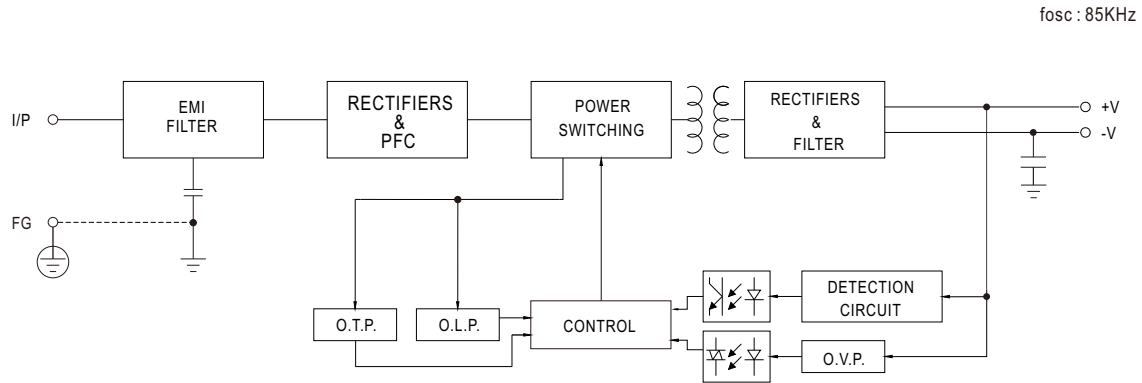 fosc : 85KHz
I/P
EMI
FILTER
RECTIFIERS
&
PFC
POWER
SWITCHING
RECTIFIERS
&
FILTER
+V
-V
FG
O.T.P.
O.L.P.
CONTROL
DETECTION
CIRCUIT
O.V.P.